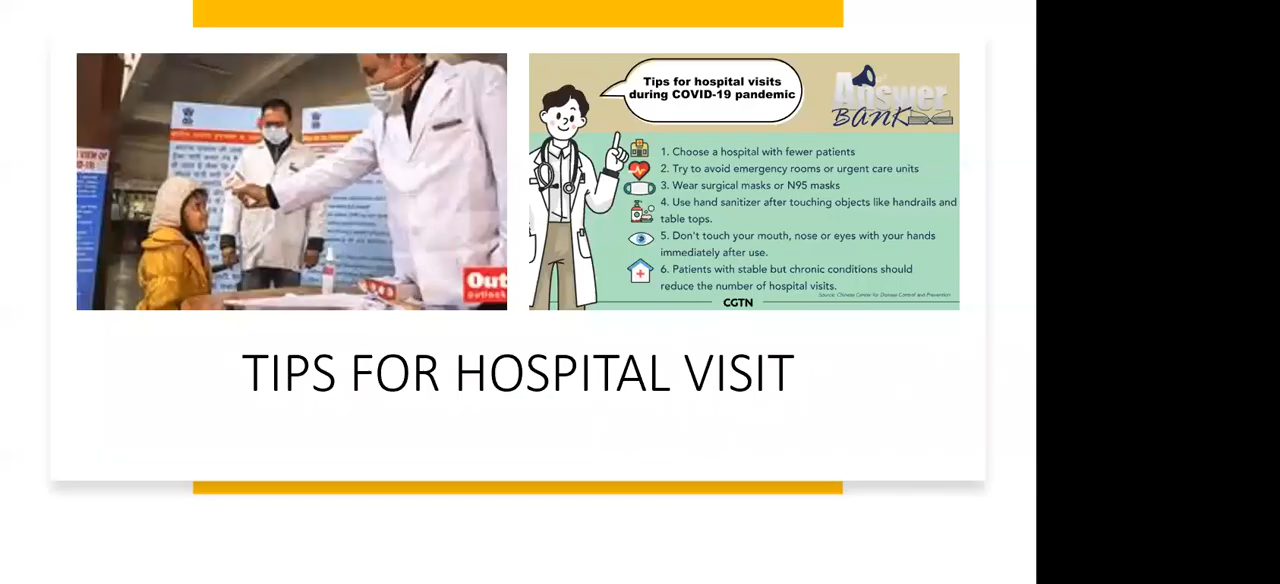 VIEW OF
Out
outlook
Tips for hospital visits
during COVID-19 pandemic
Answer
BANK
1. Choose a hospital with fewer patients
2. Try to avoid emergency rooms or urgent care units
3. Wear surgical masks or N95 masks
4. Use hand sanitizer after touching objects like handrails and
table tops.
5. Don't touch your mouth, nose or eyes with your hands
immediately after use.
6. Patients with stable but chronic conditions should
reduce the number of hospital visits.
Source: Chinese Center for Disease Control and Prevention
CGTN
TIPS FOR HOSPITAL VISIT